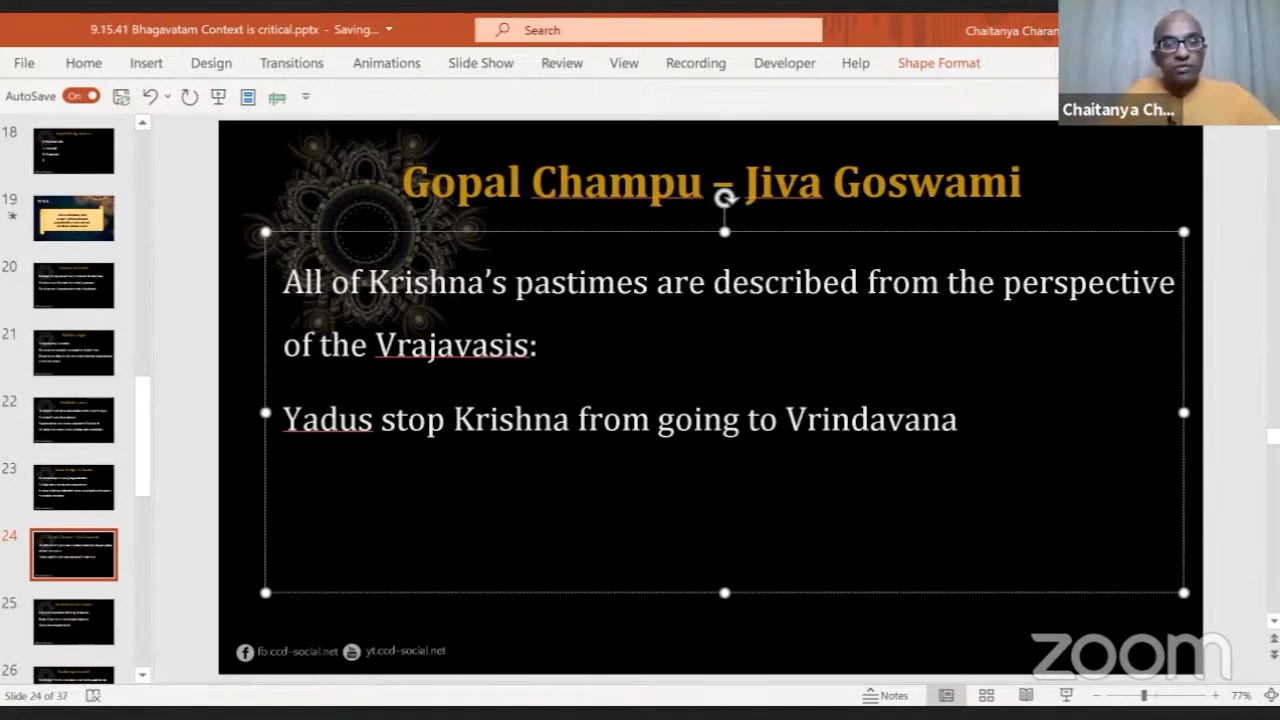 9.15.41 Bhagavatam Context is critical.pptx - Saving...
Search
Chaitanya Charan
File Home Insert Design Slide Show Transitions Animations Review View Recording Developer Help Shape Format
AutoSave On
Chaitanya Ch...
18
19
20
21
22
23
24
25
26
Gopal Champu – Jiva Goswami
All of Krishna’s pastimes are described from the perspective
of the Vrajavasis:
Yadus stop Krishna from going to Vrindavana
fb.ccd-social.net yt.ccd-social.net
zoom
Slide 24 of 37
Notes
77%